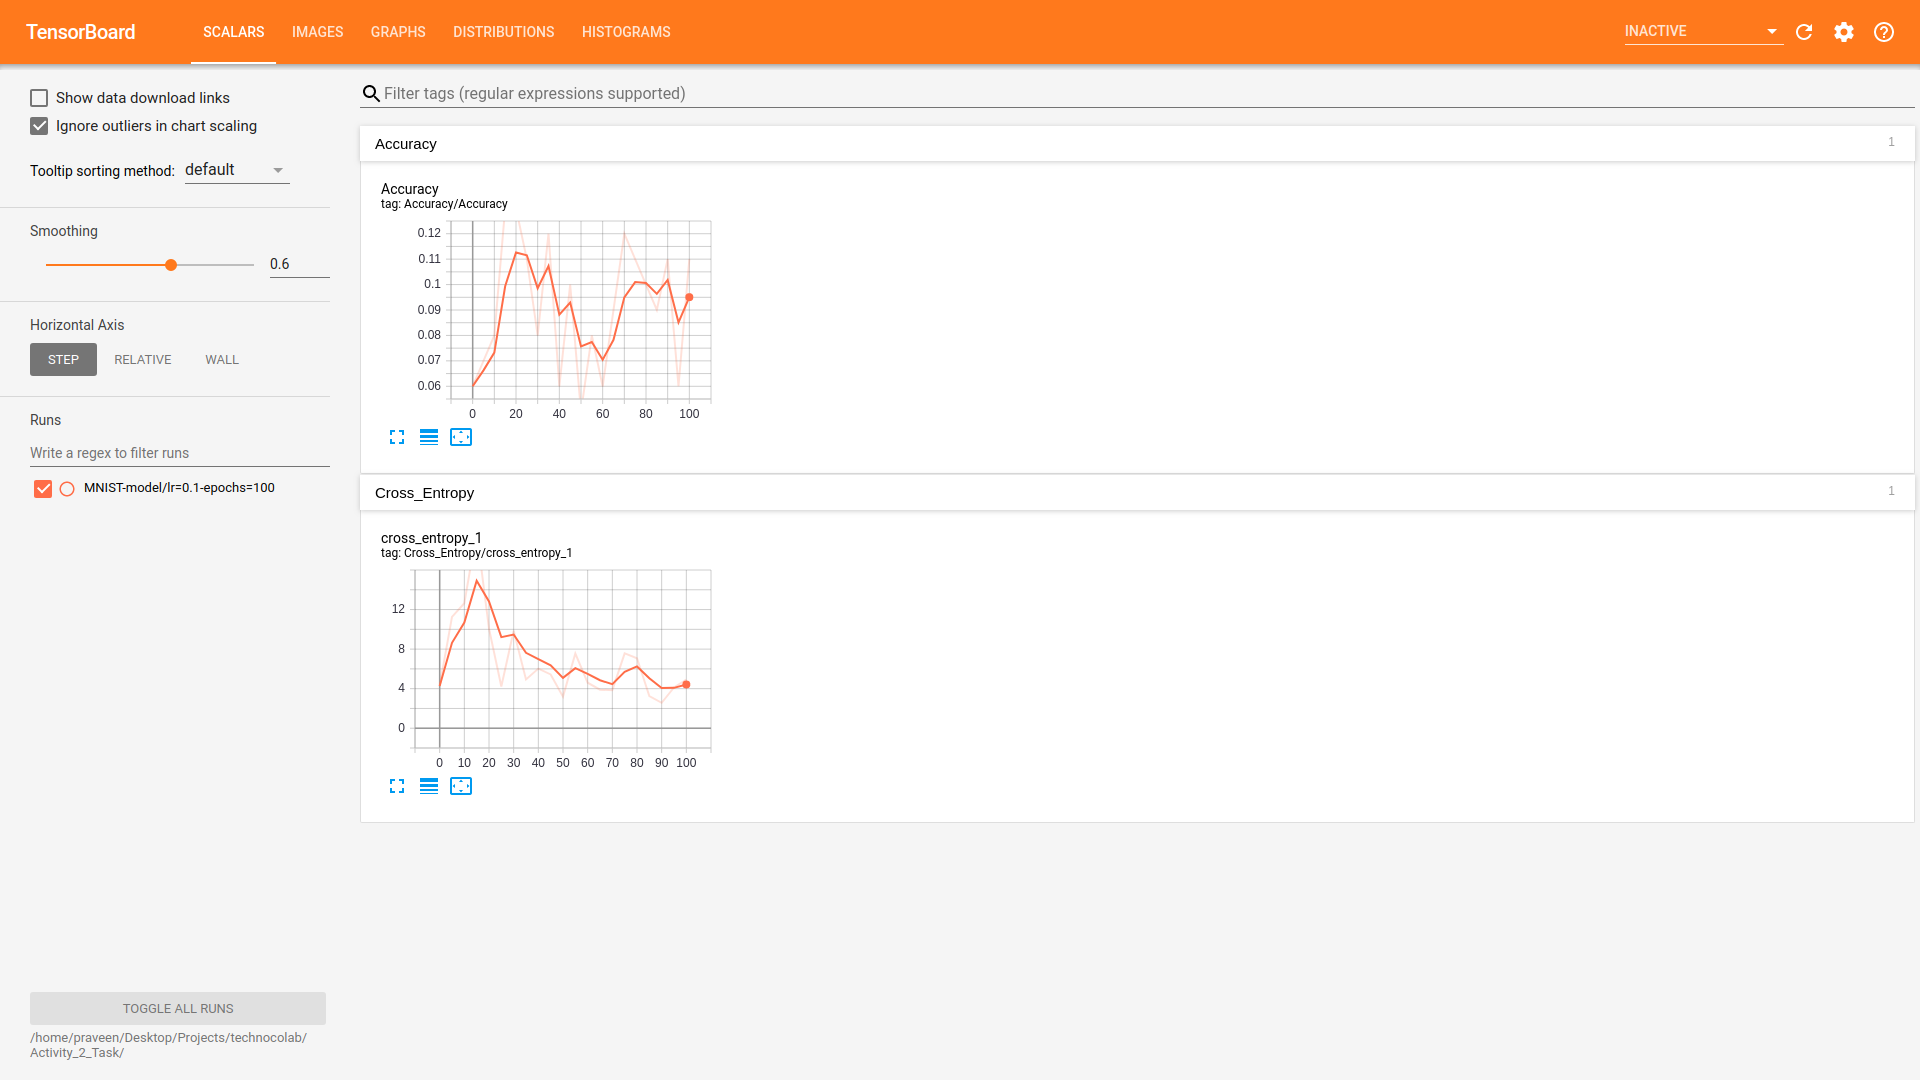 TensorBoard
SCALARS IMAGES GRAPHS DISTRIBUTIONS HISTOGRAMS
INACTIVE
Show data download links
Ignore outliers in chart scaling
Tooltip sorting method: default
Smoothing
0.6
Horizontal Axis
STEP RELATIVE WALL
Runs
Write a regex to filter runs
MNIST-model/lr=0.1-epochs=100
TOGGLE ALL RUNS
/home/praveen/Desktop/Projects/technocolab/
Activity_2_Task/
Filter tags (regular expressions supported)
Accuracy 1
Accuracy
tag: Accuracy/Accuracy
0.12
0.11
0.1
0.09
0.08
0.07
0.06
0 20 40 60 80 100
Cross_Entropy 1
cross_entropy_1
tag: Cross_Entropy/cross_entropy_1
12
8
4
0
0 10 20 30 40 50 60 70 80 90 100